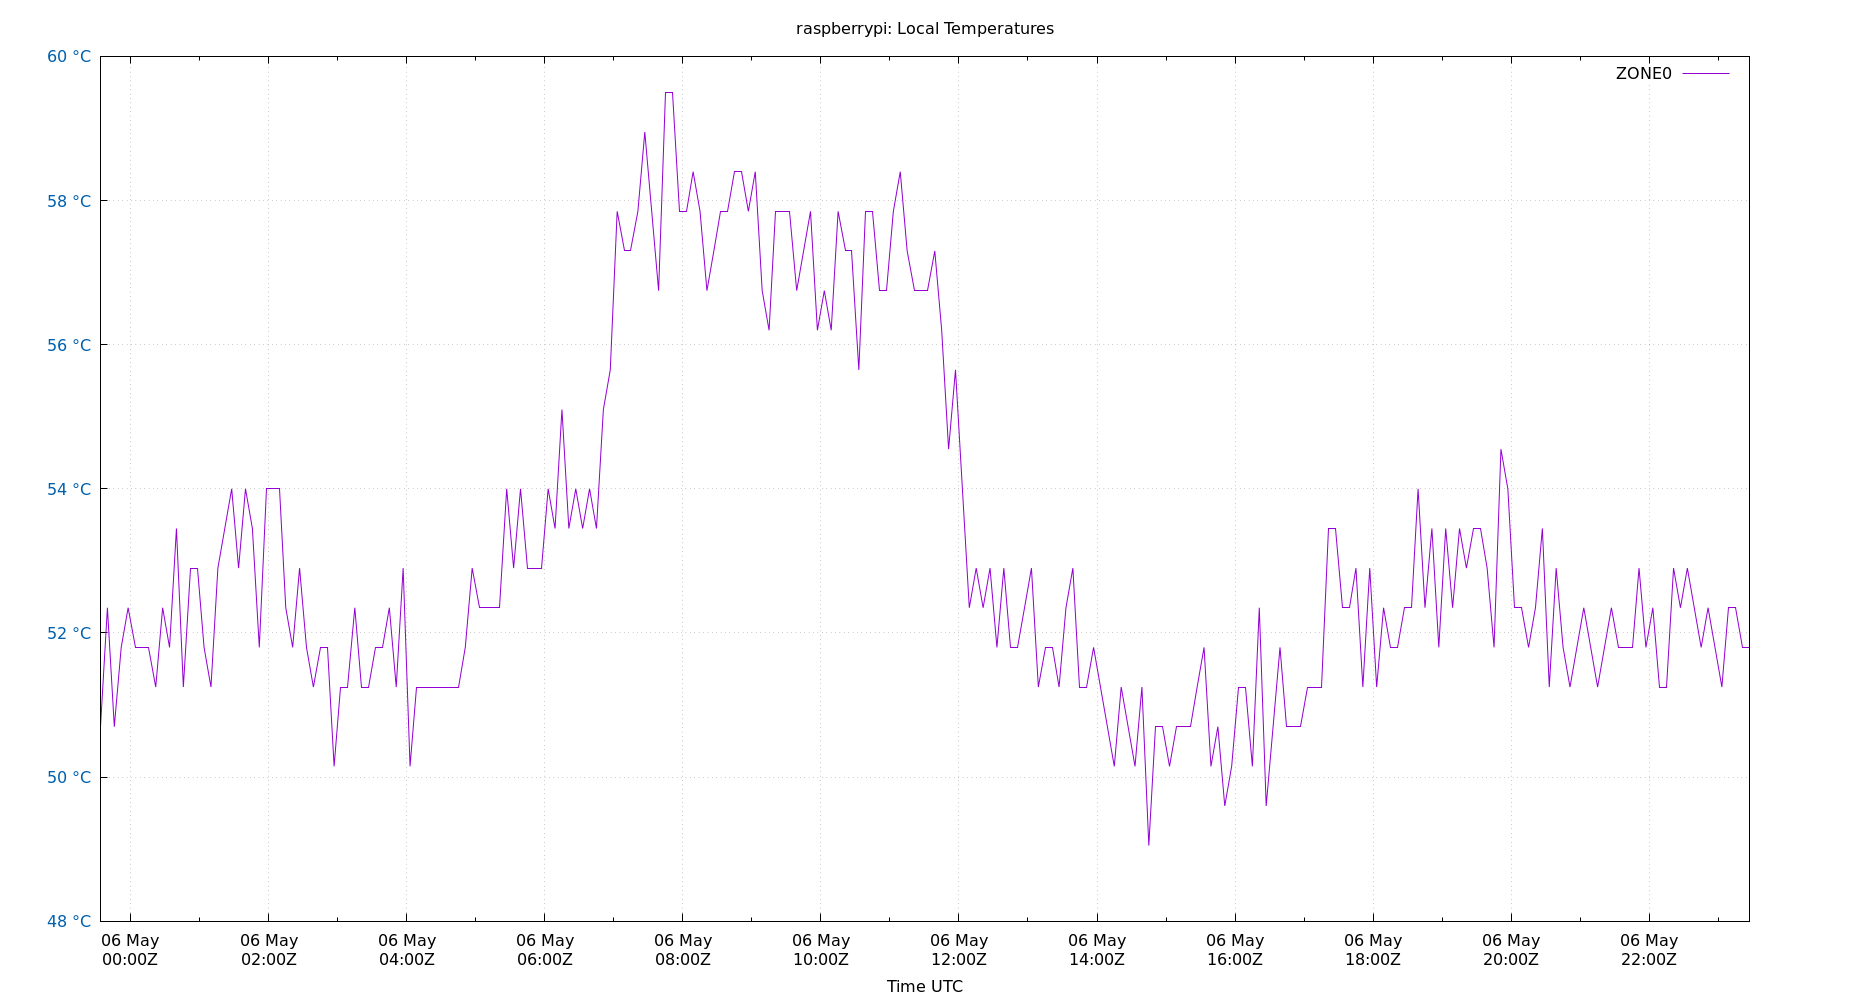 raspberrypi: Local Temperatures
60 °C
58 °C
56 °C
54 °C
52 °C
50 °C
48 °C
ZONE0
06 May 06 May 06 May 06 May 06 May 06 May 06 May 06 May 06 May 06 May 06 May 06 May
00:00Z 02:00Z 04:00Z 06:00Z 08:00Z 10:00Z 12:00Z 14:00Z 16:00Z 18:00Z 20:00Z 22:00Z
Time UTC